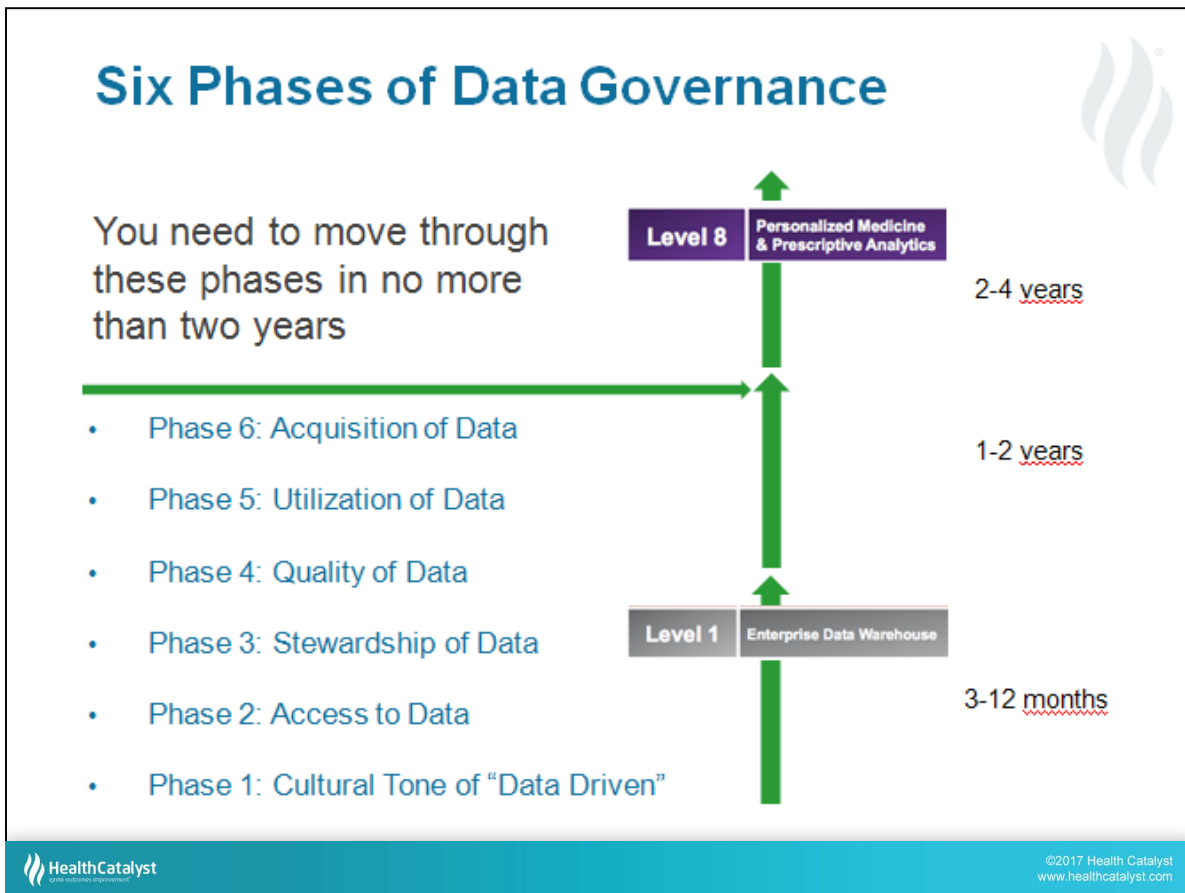 Six Phases of Data Governance
®
You need to move through
these phases in no more
than two years
Level 8
Personalized Medicine
& Prescriptive Analytics
2-4 years
• Phase 6: Acquisition of Data
1-2 years
• Phase 5: Utilization of Data
• Phase 4: Quality of Data
• Phase 3: Stewardship of Data
Level 1
Enterprise Data Warehouse
• Phase 2: Access to Data
3-12 months
• Phase 1: Cultural Tone of “Data Driven”
HealthCatalyst
ignite outcomes improvement
©2017 Health Catalyst
www.healthcatalyst.com